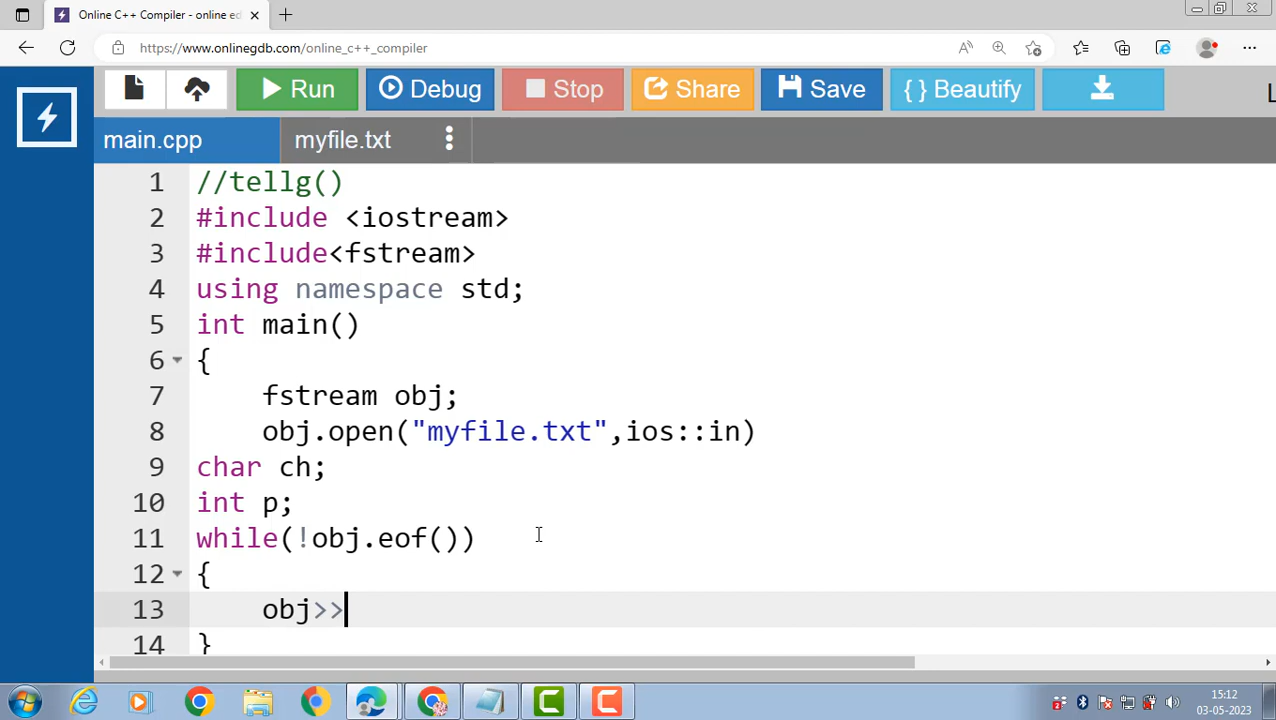 Online C++ Compiler - online ed
https://www.onlinegdb.com/online_c++_compiler
Run Debug Stop Share Save { } Beautify L
main.cpp myfile.txt
1 //tellg()
2 #include <iostream>
3 #include<fstream>
4 using namespace std;
5 int main()
6 {
7 fstream obj;
8 obj.open("myfile.txt",ios::in)
9 char ch;
10 int p;
11 while(!obj.eof())
12 {
13 obj>>
14 }
15:12
03-05-2023